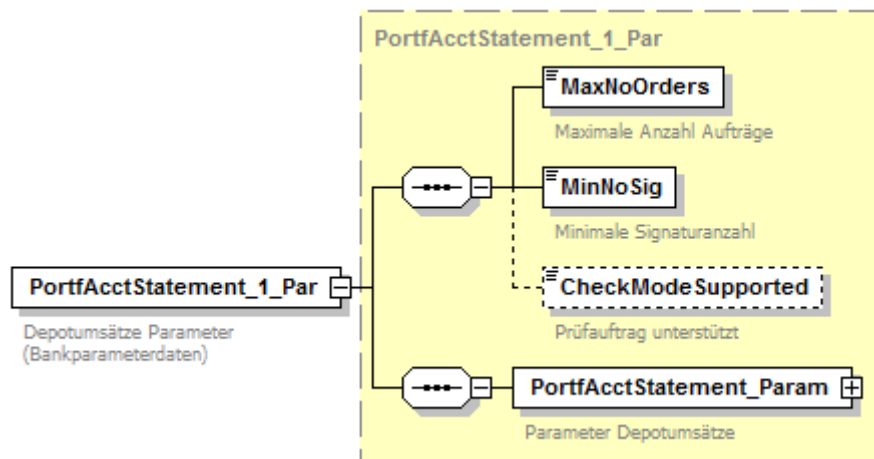 PortfAcctStatement_1_Par
MaxNoOrders
Maximale Anzahl Aufträge
MinNoSig
Minimale Signaturanzahl
PortfAcctStatement_1_Par
Depotumsätze Parameter
(Bankparameterdaten)
CheckModeSupported
Prüfauftrag unterstützt
PortfAcctStatement_Param
Parameter Depotumsätze